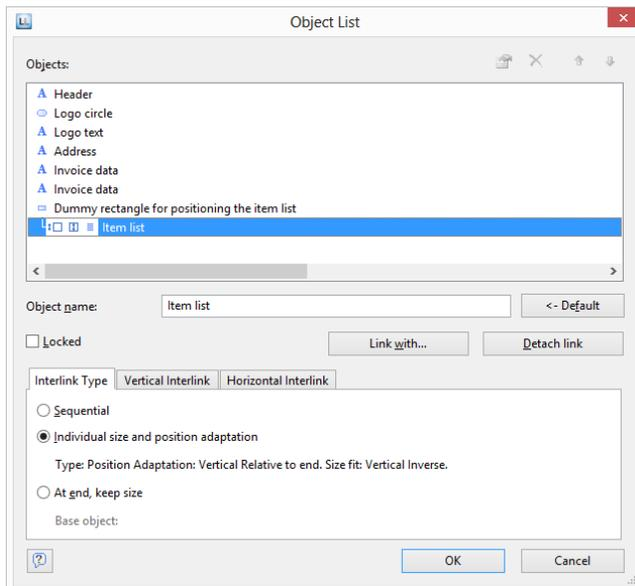 LL
Object List
Objects:
A Header
Logo circle
A Logo text
A Address
A Invoice data
A Invoice data
Dummy rectangle for positioning the item list
Item list
Object name: Item list <- Default
Locked Link with... Detach link
Interlink Type Vertical Interlink Horizontal Interlink
Sequential
Individual size and position adaptation
Type: Position Adaptation: Vertical Relative to end. Size fit: Vertical Inverse.
At end, keep size
Base object:
? OK Cancel